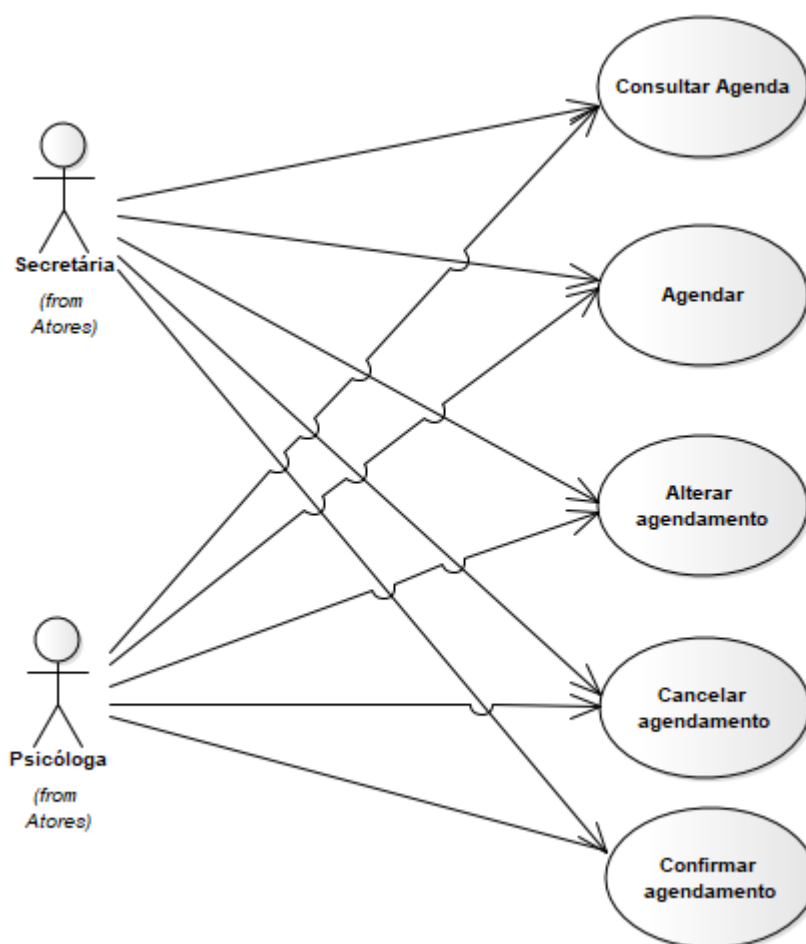 Consultar Agenda
Secretária
(from
Atores)
Agendar
Alterar
agendamento
Psicóloga
(from
Atores)
Cancelar
agendamento
Confirmar
agendamento